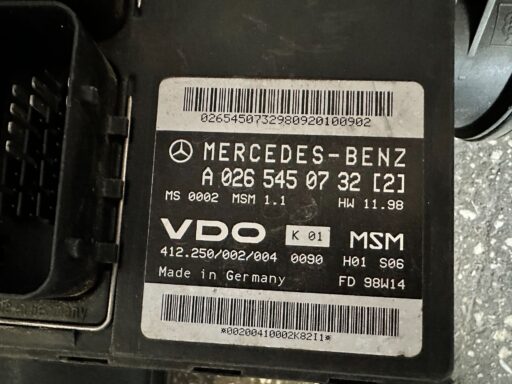 0265450732980920100902
MERCEDES-BENZ
A 026 545 07 32 [2]
MS 0002 MSM 1.1 HW 11.98
VDO K 01 MSM
412.250/002/004 0090 H01 S06
Made in Germany FD 98W14
*00200410002K82I1*